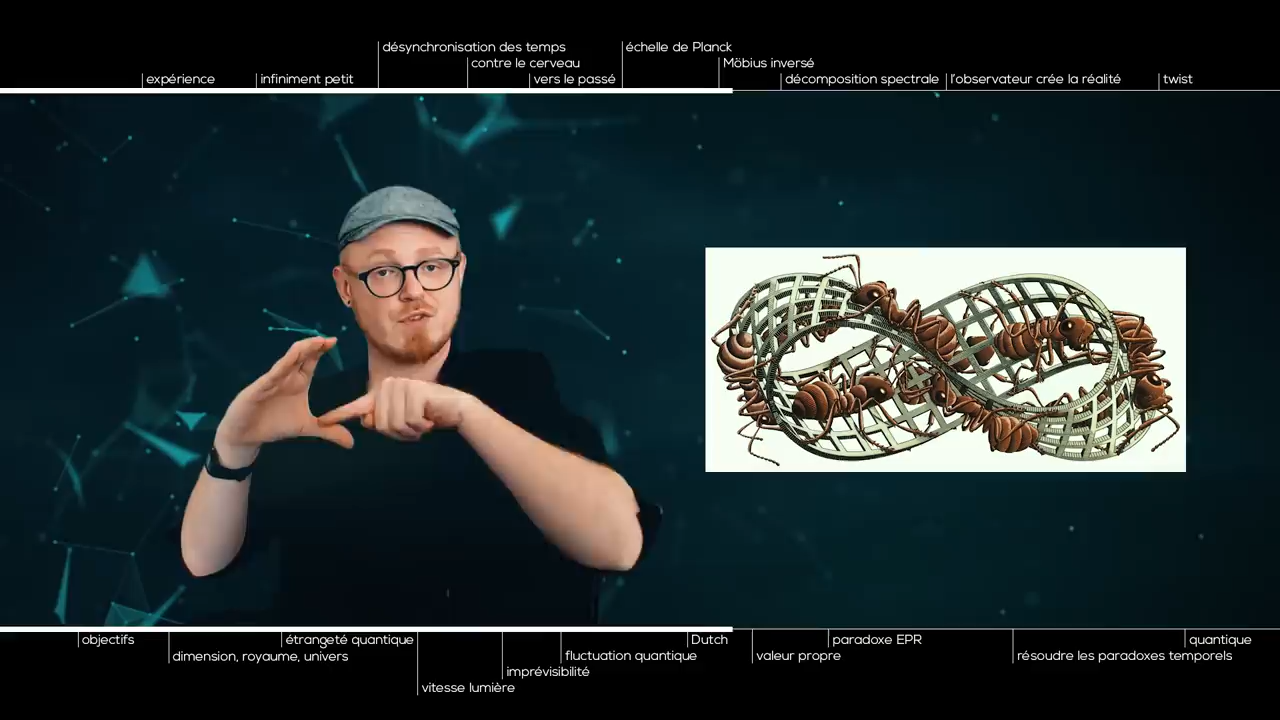 désynchronisation des temps
échelle de Planck
contre le cerveau
Möbius inversé
expérience
infiniment petit
vers le passé
décomposition spectrale
l'observateur crée la réalité
twist
objectifs
étrangeté quantique
Dutch
paradoxe EPR
quantique
dimension, royaume, univers
fluctuation quantique
valeur propre
résoudre les paradoxes temporels
imprévisibilité
vitesse lumière